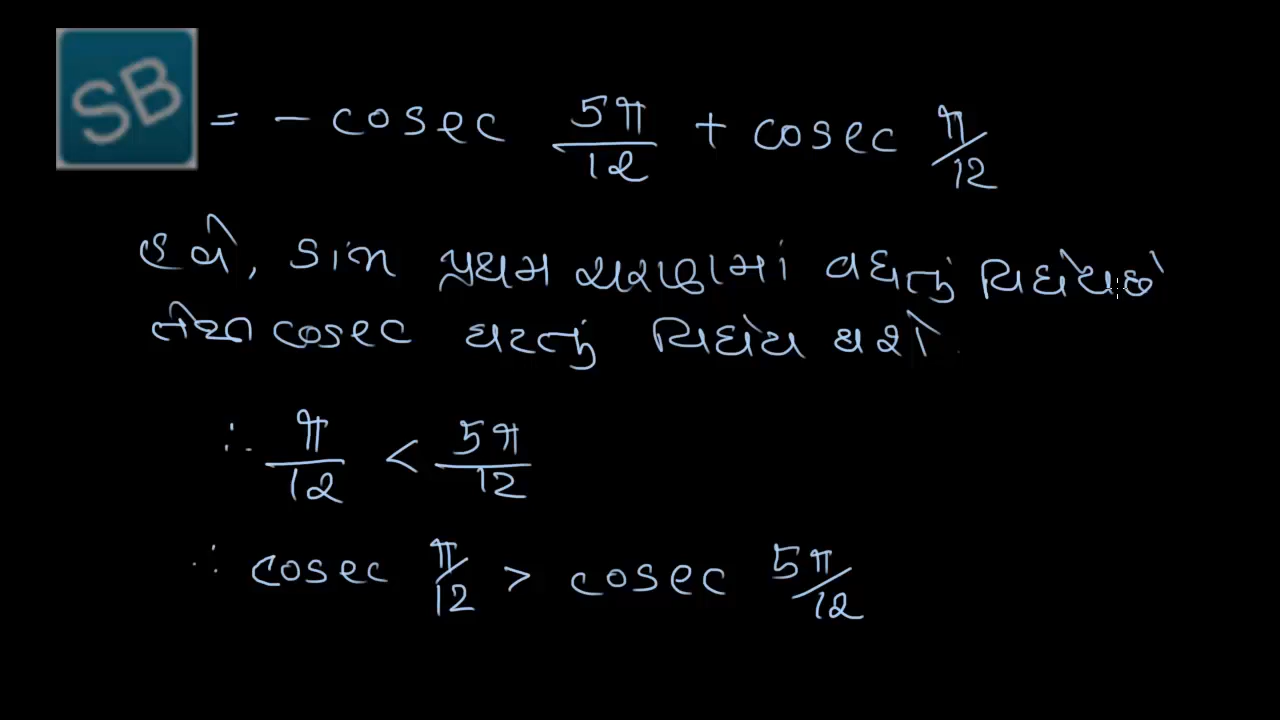 SB
= - cosec 5π/12 + cosec π/12
હવે, sin પ્રથમ ચરણમાં વધતું વિધેય છે
તેથી cosec ઘટતું વિધેય થશે.
∴ π/12 < 5π/12
∴ cosec π/12 > cosec 5π/12